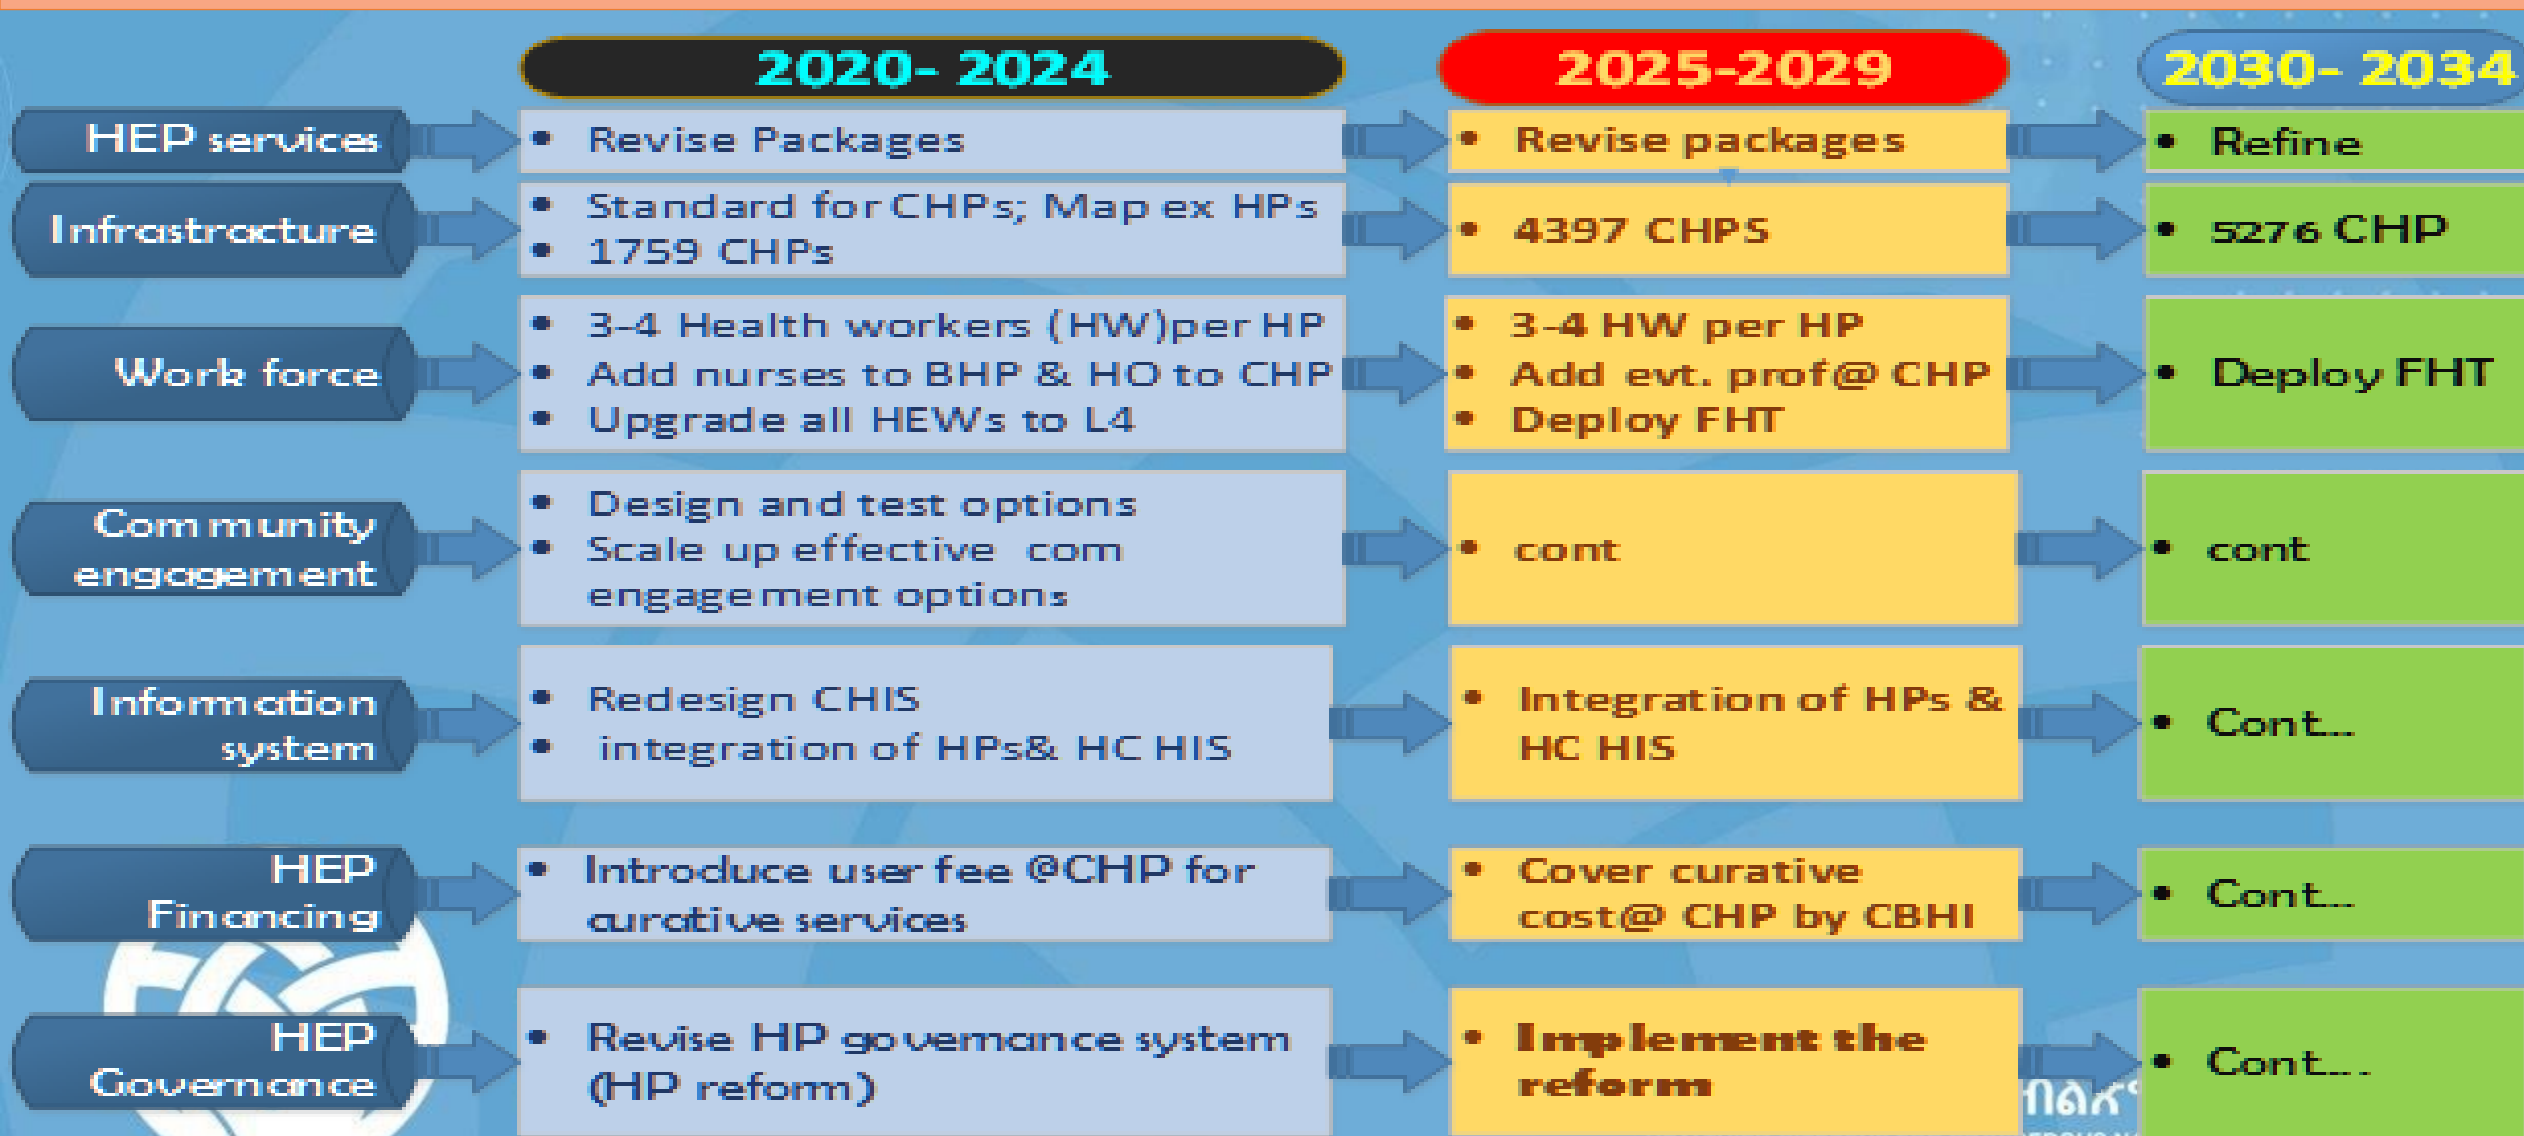 2020- 2024
2025-2029
2030- 2034
HEP services
• Revise Packages
• Revise packages
• Refine
Infrastracture
• Standard for CHPs; Map ex HPs
• 1759 CHPs
• 4397 CHPS
• 5276 CHP
Work force
• 3-4 Health workers (HW)per HP
• Add nurses to BHP & HO to CHP
• Upgrade all HEWs to L4
• 3-4 HW per HP
• Add evt. prof@ CHP
• Deploy FHT
• Deploy FHT
Community
engagement
• Design and test options
• Scale up effective com
engagement options
• cont
• cont
Information
system
• Redesign CHIS
• integration of HPs& HC HIS
• Integration of HPs &
HC HIS
• Cont...
HEP
Financing
• Introduce user fee @CHP for
curative services
• Cover curative
cost@ CHP by CBHI
• Cont...
HEP
Governance
• Revise HP governance system
(HP reform)
• Implement the
reform
• Cont....